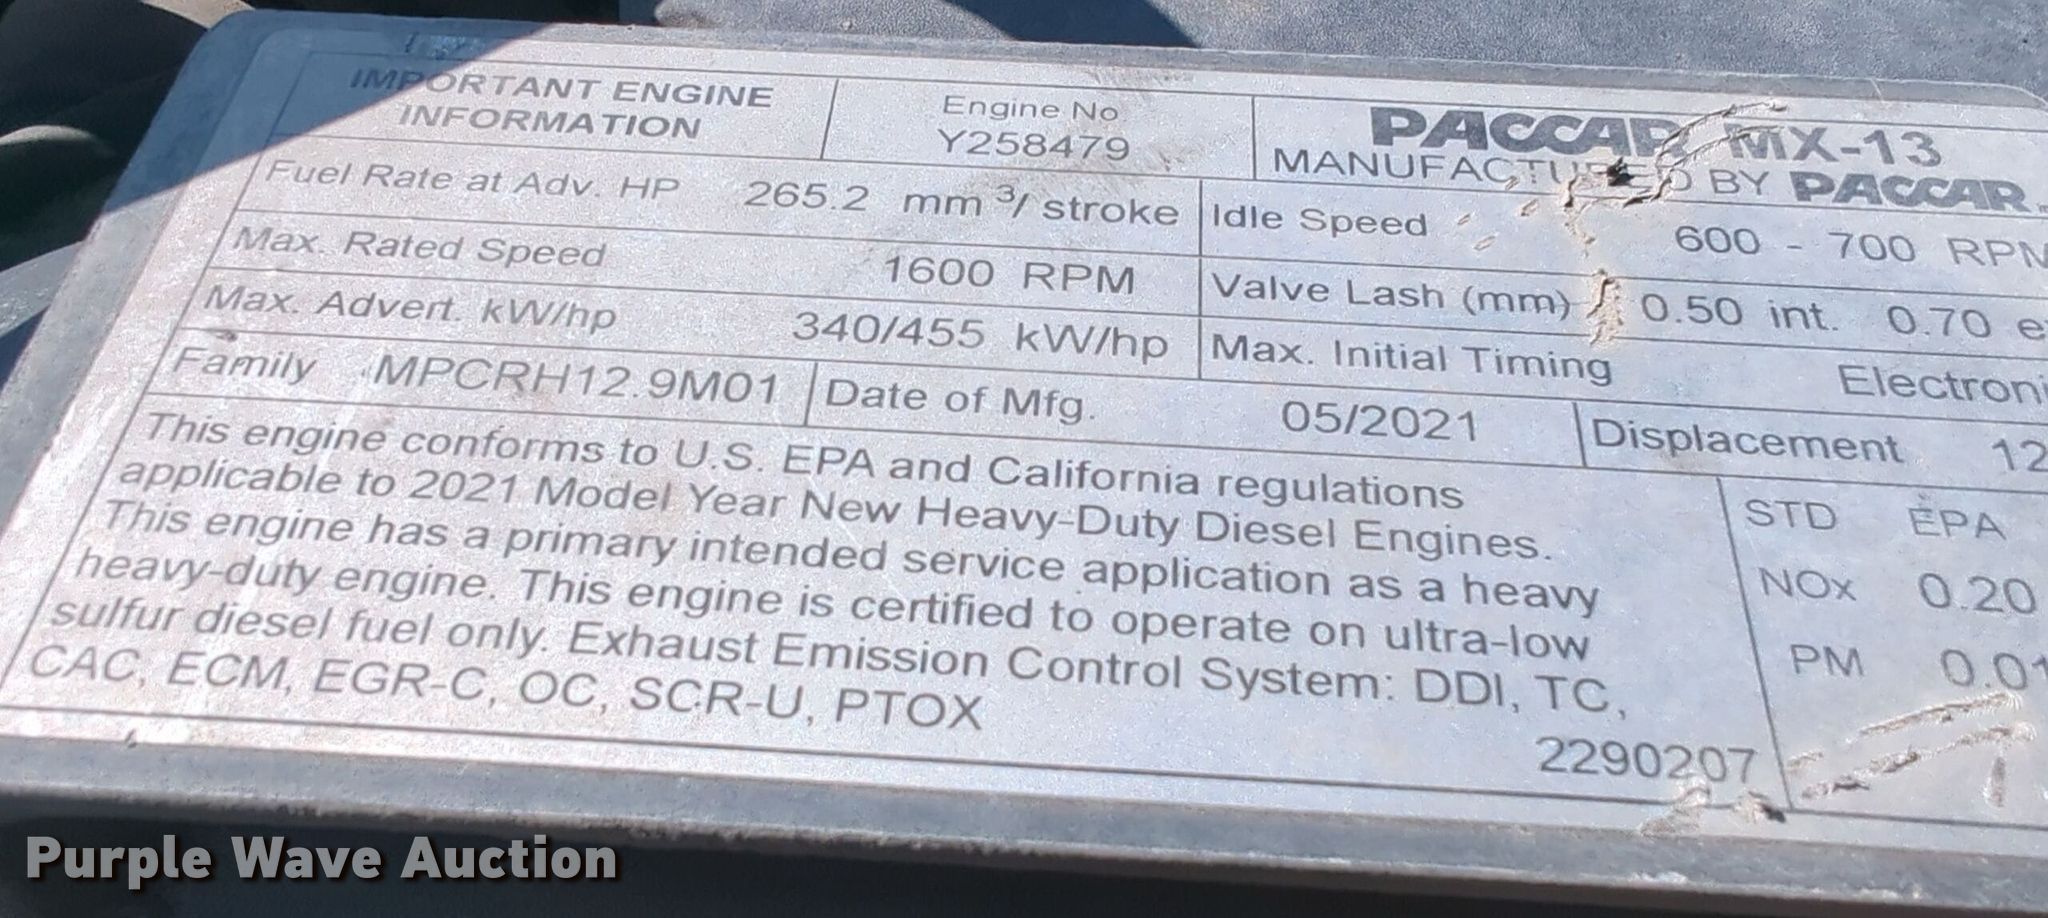 IMPORTANT ENGINE
INFORMATION
Engine No.
Y258479
PACCAR MX-13
MANUFACTURED BY PACCAR
Fuel Rate at Adv. HP 265.2 mm ³/ stroke
Idle Speed 600 - 700 RPM
Max. Rated Speed 1600 RPM
Valve Lash (mm) 0.50 int. 0.70
Max. Advert. kW/hp 340/455 kW/hp
Max. Initial Timing Electroni
Family MPCRH12.9M01
Date of Mfg. 05/2021
Displacement 12
This engine conforms to U.S. EPA and California regulations
applicable to 2021 Model Year New Heavy-Duty Diesel Engines.
This engine has a primary intended service application as a heavy
heavy-duty engine. This engine is certified to operate on ultra-low
sulfur diesel fuel only. Exhaust Emission Control System: DDI, TC,
CAC, ECM, EGR-C, OC, SCR-U, PTOX
STD EPA
NOx 0.20
PM 0.01
2290207
Purple Wave Auction